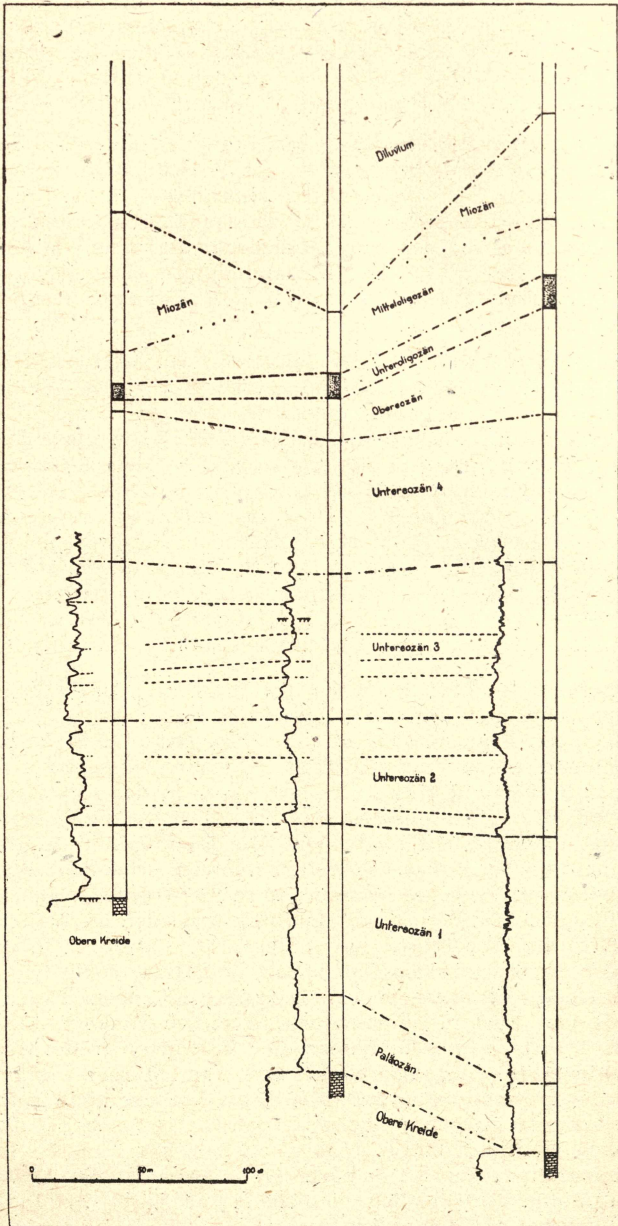 Diluvium
Miozän
Miozän
Mitteloligozän
Unteroligozän
Obereozän
Untereozän 4
Untereozän 3
Untereozän 2
Untereozän 1
Obere Kreide
Paläozän
Obere Kreide
0 50m 100 m